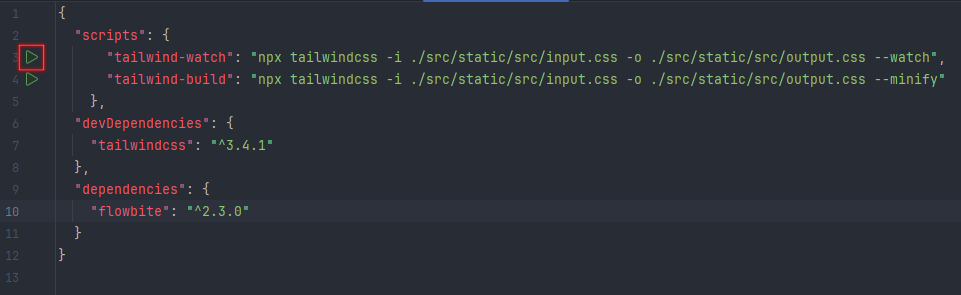 1 {
2 "scripts": {
3 "tailwind-watch": "npx tailwindcss -i ./src/static/src/input.css -o ./src/static/src/output.css --watch",
4 "tailwind-build": "npx tailwindcss -i ./src/static/src/input.css -o ./src/static/src/output.css --minify"
5 },
6 "devDependencies": {
7 "tailwindcss": "^3.4.1"
8 },
9 "dependencies": {
10 "flowbite": "^2.3.0"
11 }
12 }
13